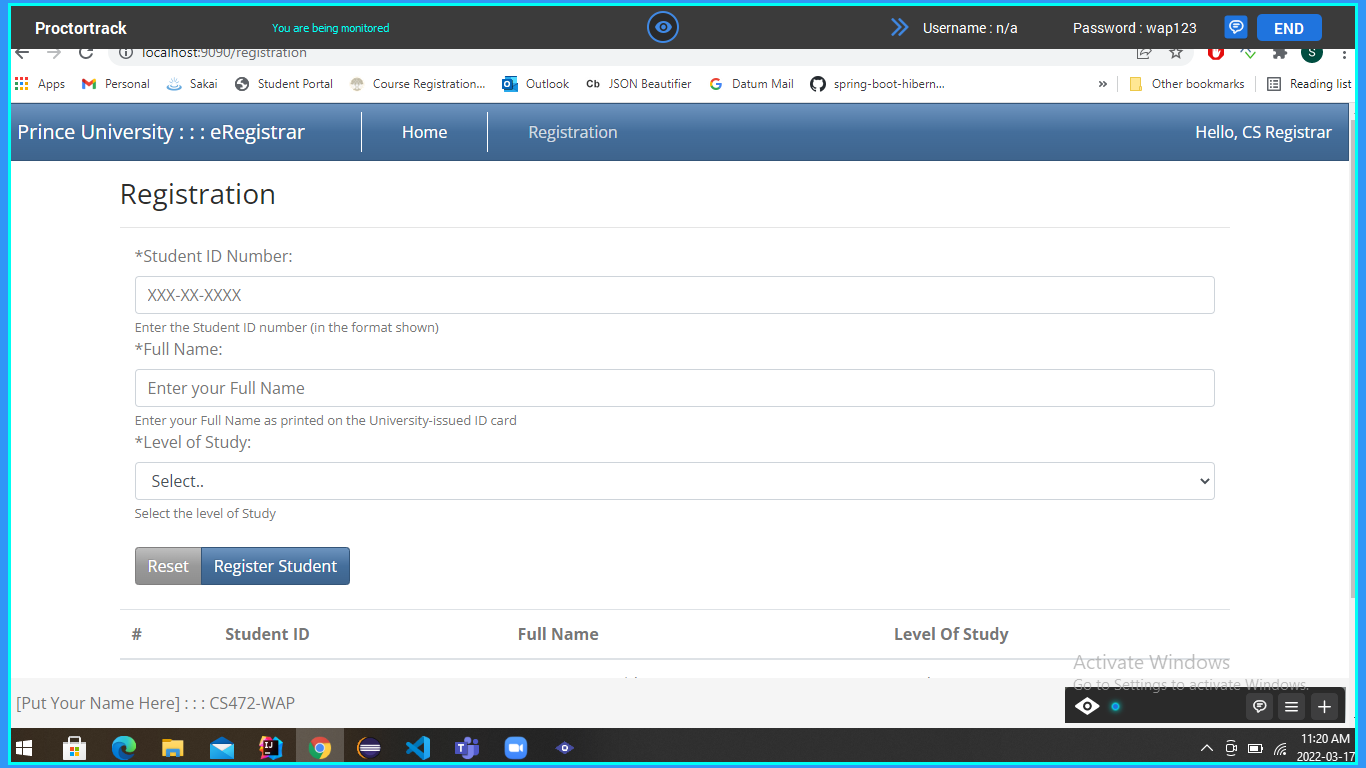 Proctortrack You are being monitored Username : n/a Password : wap123 END
localhost:9090/registration S
Apps Personal Sakai Student Portal Course Registration... Outlook Cb JSON Beautifier Datum Mail spring-boot-hibern... » Other bookmarks Reading list
Prince University : : : eRegistrar Home Registration Hello, CS Registrar
Registration
*Student ID Number:
XXX-XX-XXXX
Enter the Student ID number (in the format shown)
*Full Name:
Enter your Full Name
Enter your Full Name as printed on the University-issued ID card
*Level of Study:
Select..
Select the level of Study
Reset Register Student
# Student ID Full Name Level Of Study
Activate Windows
Go to Settings to activate Windows.
[Put Your Name Here] : : : CS472-WAP
11:20 AM
2022-03-17